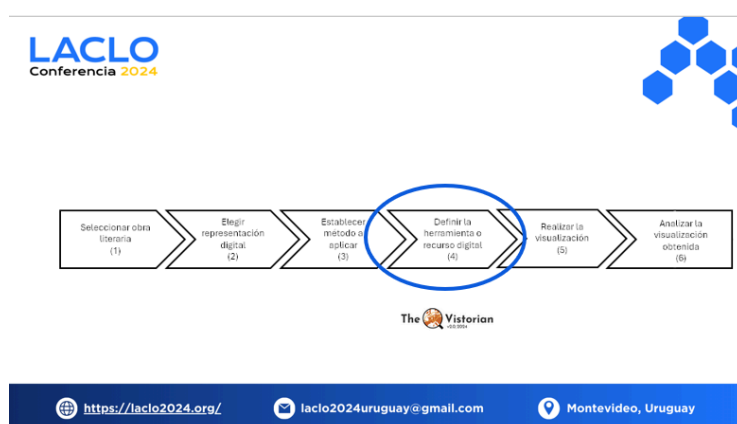 LACLO
Conferencia 2024
Seleccionar obra
literaria
(1)
Elegir
representación
digital
(2)
Establecer
método a
aplicar
(3)
Definir la
herramienta o
recurso digital
(4)
Realizar la
visualización
(5)
Analizar la
visualización
obtenida
(6)
The Vistorian
https://laclo2024.org/
laclo2024uruguay@gmail.com
Montevideo, Uruguay